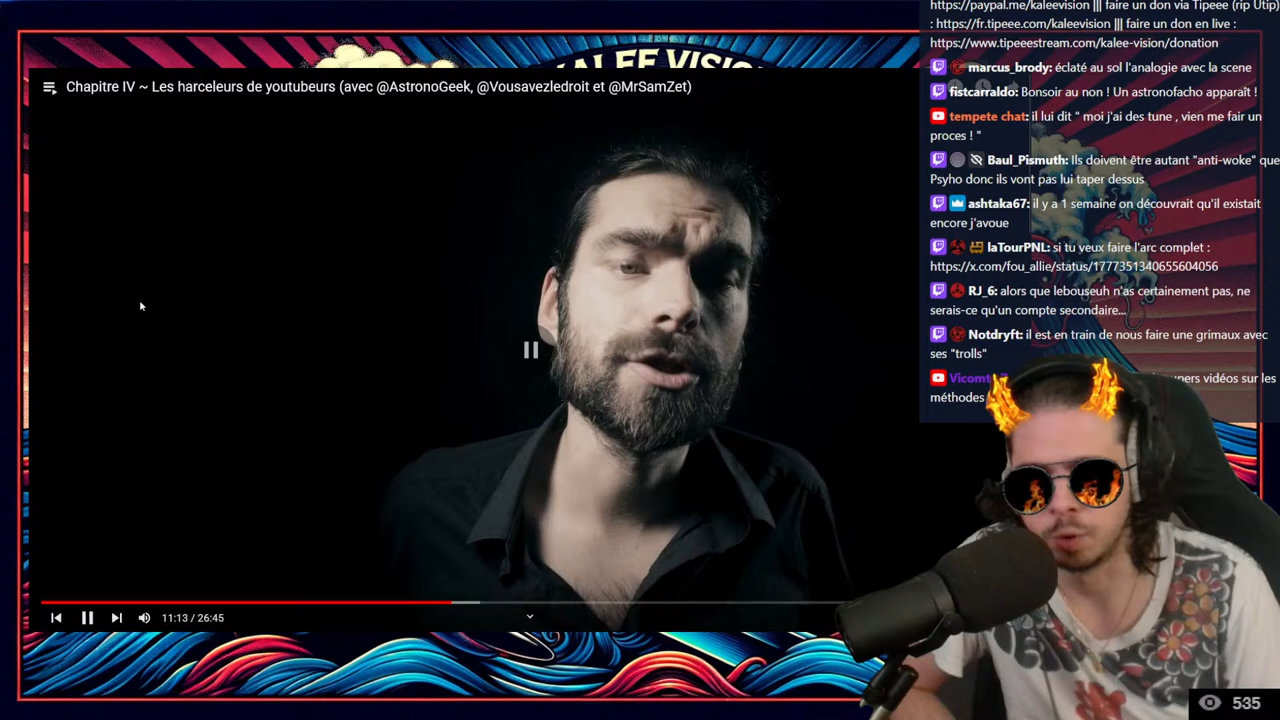 KALEE VISION
Chapitre IV ~ Les harceleurs de youtubeurs (avec @AstronoGeek, @Vousavezledroit et @MrSamZet)
11:13 / 26:45
https://paypal.me/kaleevision ||| faire un don via Tipeee (rip Utip)
: https://fr.tipeee.com/kaleevision ||| faire un don en live :
https://www.tipeeestream.com/kalee-vision/donation
marcus_brody: éclaté au sol l'analogie avec la scene
fistcarraldo: Bonsoir au non ! Un astronofacho apparaît !
tempete chat: il lui dit " moi j'ai des tune , vien me fair un
proces ! "
Baul_Pismuth: Ils doivent être autant "anti-woke" que
Psyho donc ils vont pas lui taper dessus
ashtaka67: il y a 1 semaine on découvrait qu'il existait
encore j'avoue
laTourPNL: si tu yeux faire l'arc complet :
https://x.com/fou_allie/status/1777351340655604056
RJ_6: alors que lebouseuh n'as certainement pas, ne
serais-ce qu'un compte secondaire...
Notdryft: il est en train de nous faire une grimaux avec
ses "trolls"
vidéos sur les
méthodes
535